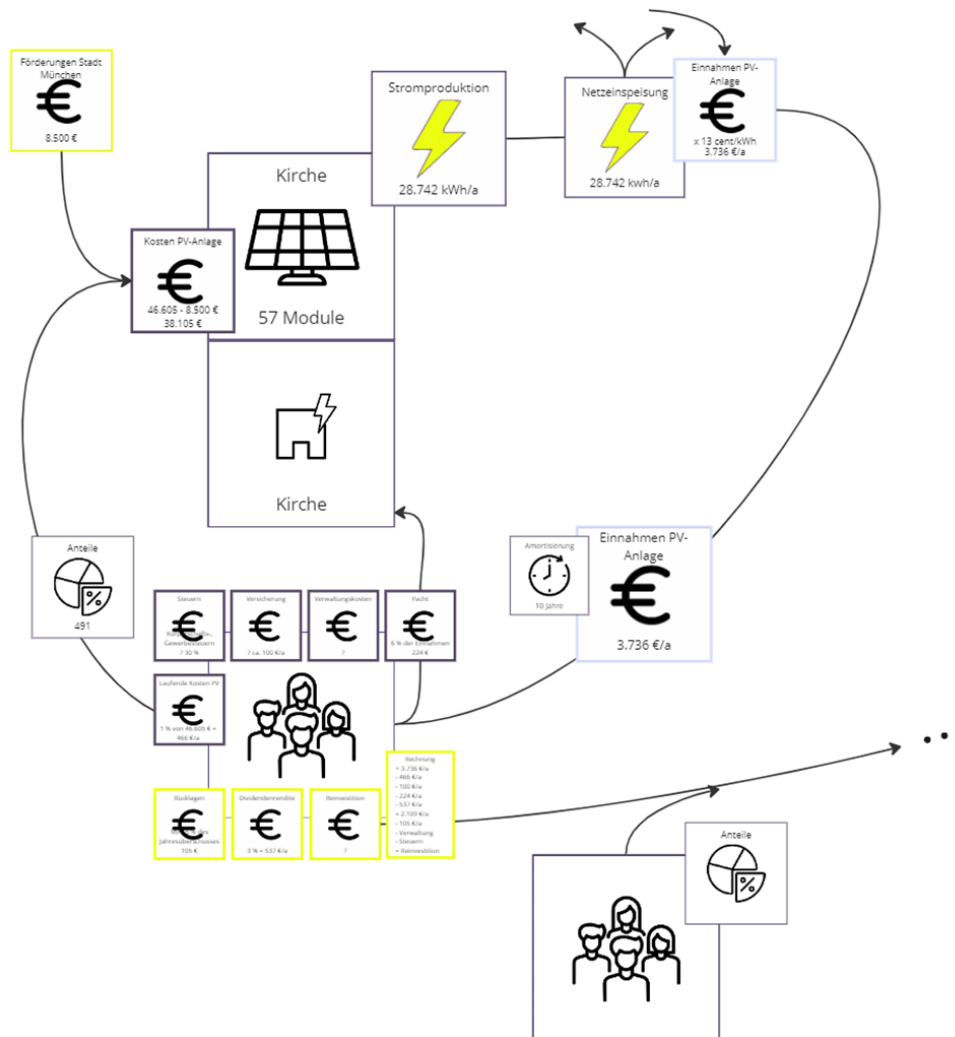 Förderungen Stadt
München
8.500 €
Stromproduktion
28.742 kWh/a
Netzeinspeisung
28.742 kwh/a
Einnahmen PV-
Anlage
x 13 cent/kWh
3.736 €/a
Kirche
57 Module
Kosten PV-Anlage
46.605 - 8.500 €
38.105 €
Kirche
Anteile
491
Amortisierung
10 Jahre
Einnahmen PV-
Anlage
3.736 €/a
Steuern
Gewerbesteuern
? 30 %
Versicherung
? ca. 100 €/a
Verwaltungskosten
?
Pacht
6 % der Einnahmen
224 €
Laufende Kosten PV
1 % von 46.605 € =
466 €/a
Rücklagen
des
Jahresüberschusses
105 €
Dividendenrendite
3 % = 537 €/a
Reinvestition
?
Rechnung
+ 3.736 €/a
- 466 €/a
- 100 €/a
- 224 €/a
- 537 €/a
= 2.109 €/a
- 105 €/a
- Verwaltung
- Steuern
= Reinvestition
Anteile